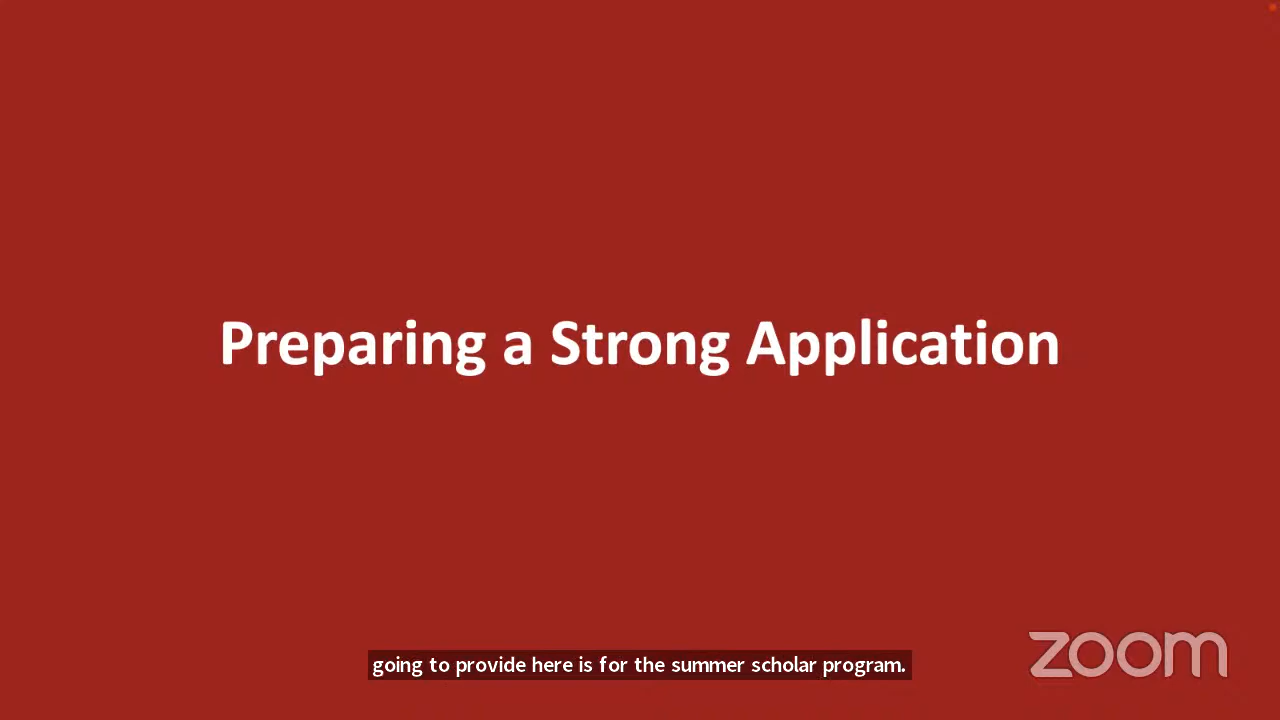 Preparing a Strong Application
going to provide here is for the summer scholar program.
zoom